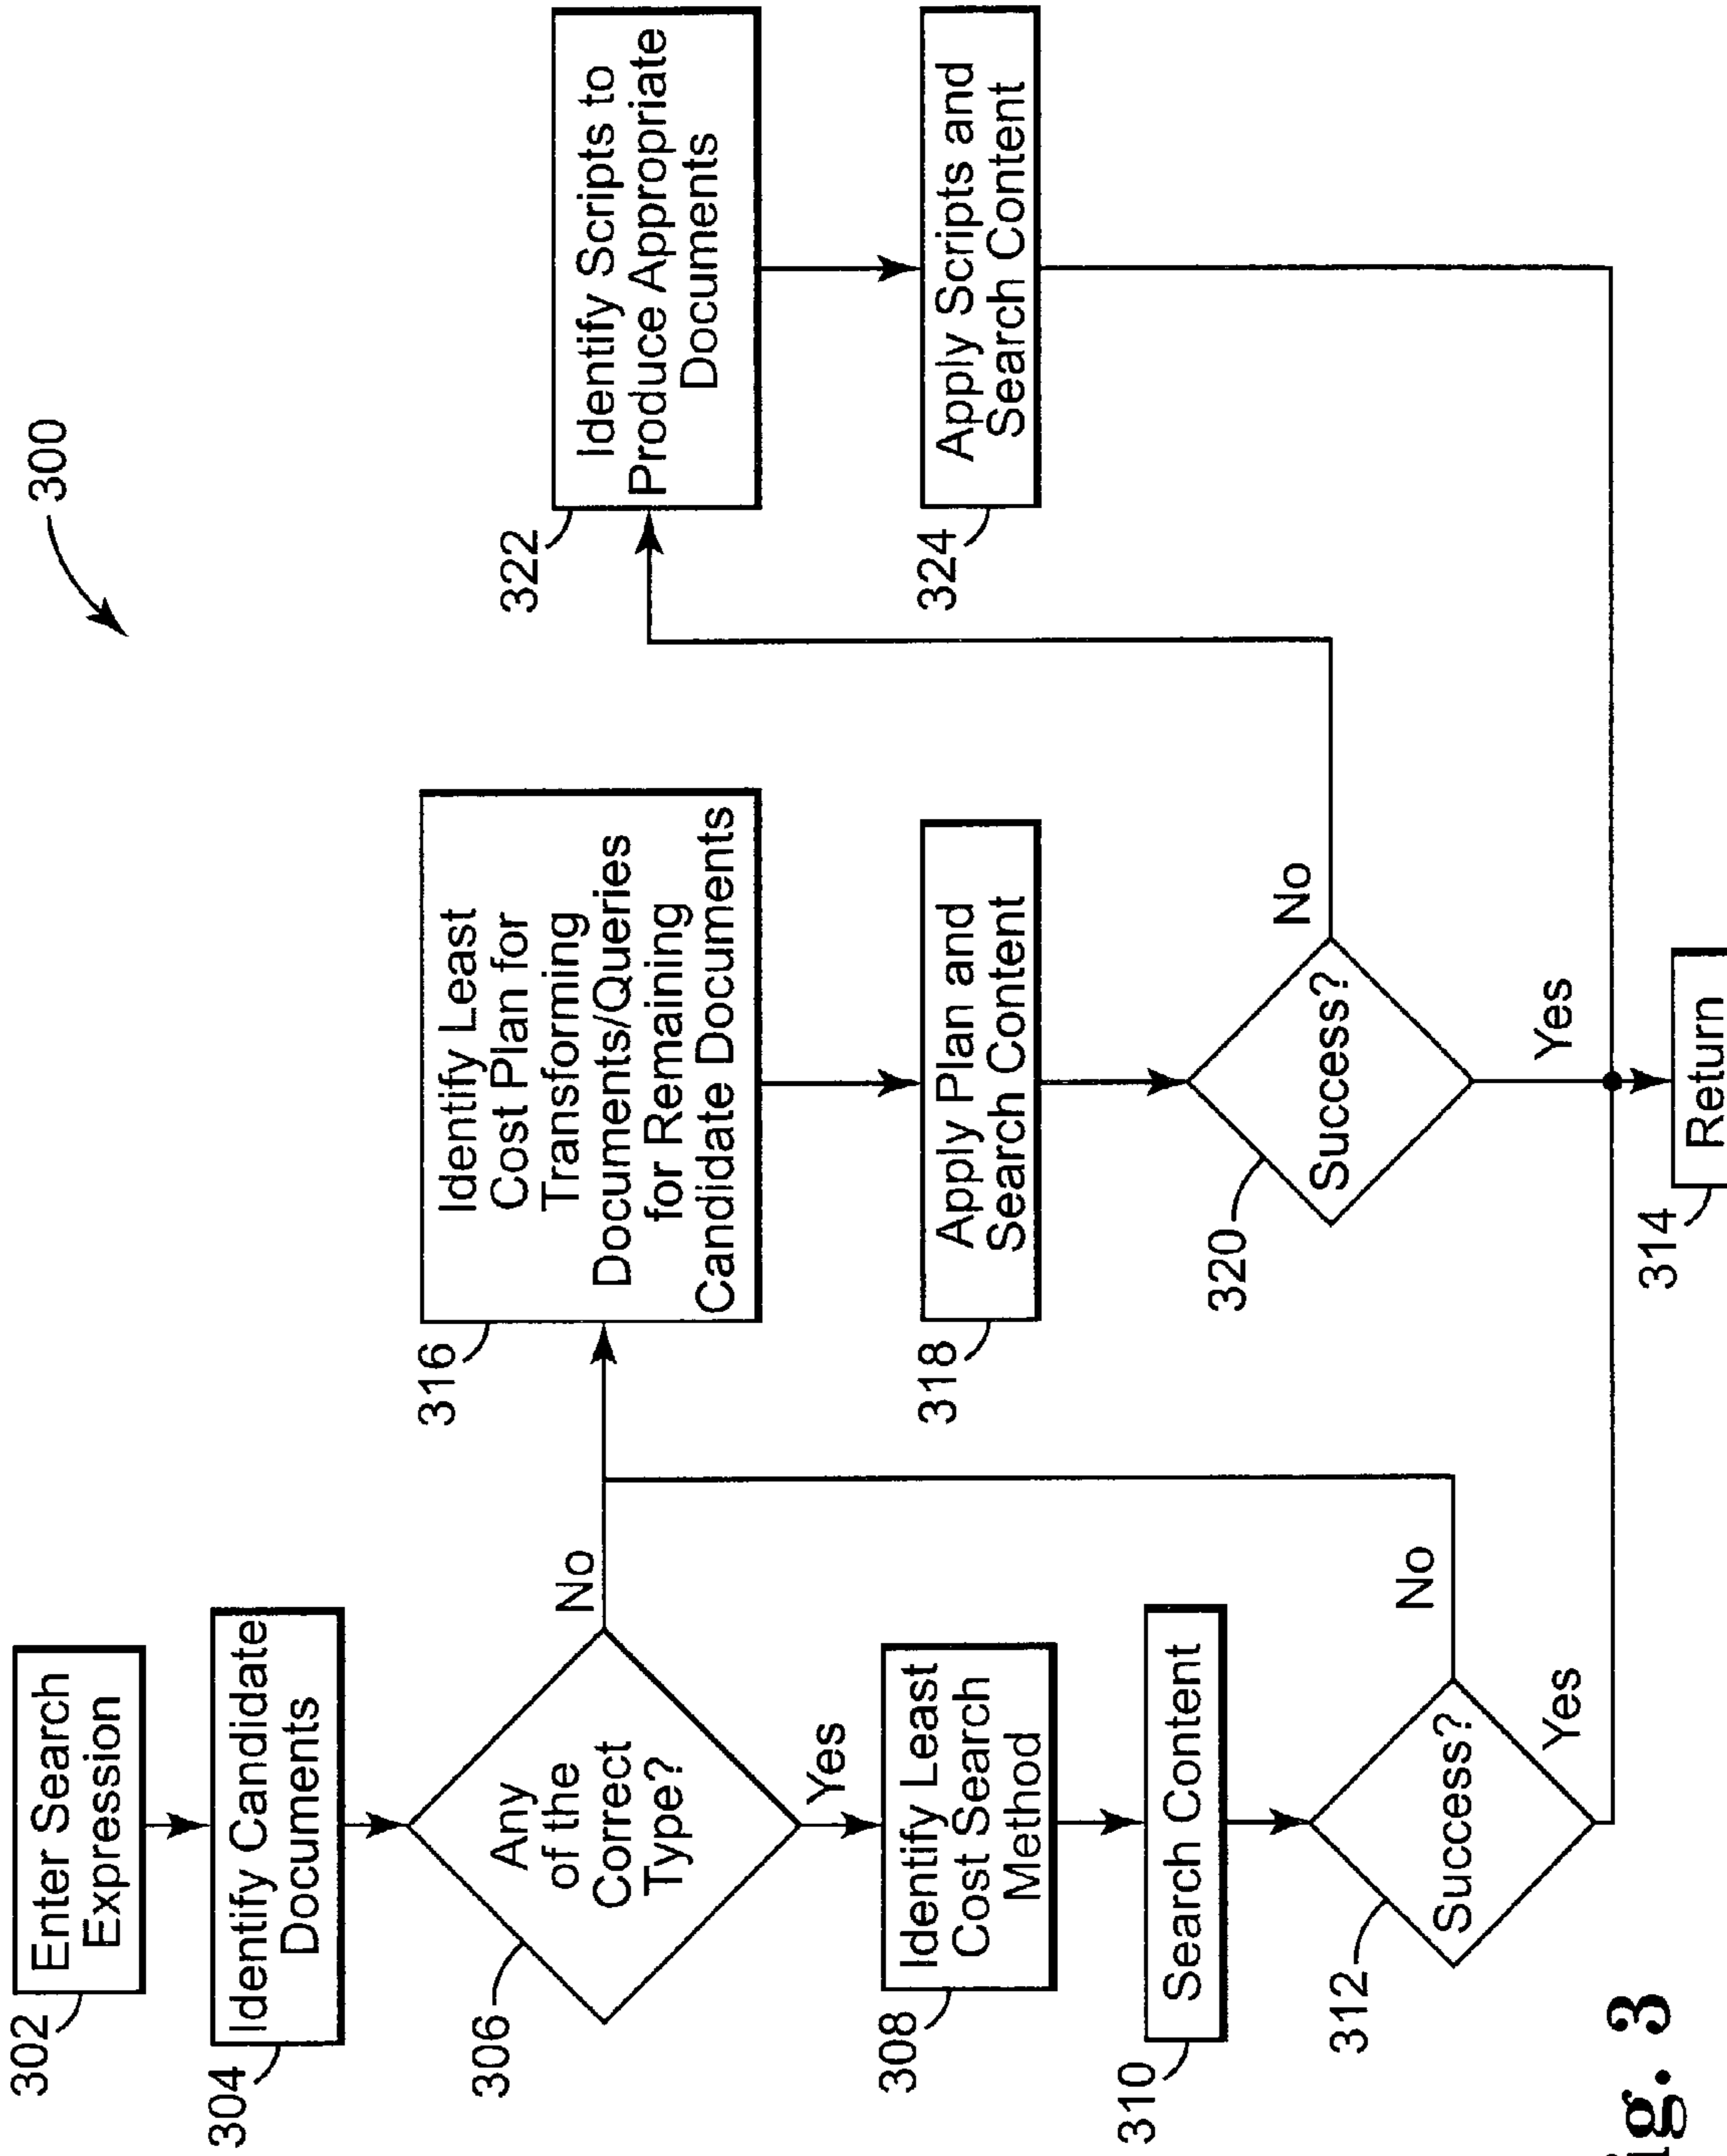 300
302
Enter Search
Expression
304
Identify Candidate
Documents
306
Any
of the
Correct
Type?
No
Yes
308
Identify Least
Cost Search
Method
310
Search Content
312
Success?
No
Yes
316
Identify Least
Cost Plan for
Transforming
Documents/Queries
for Remaining
Candidate Documents
318
Apply Plan and
Search Content
320
Success?
No
Yes
322
Identify Scripts to
Produce Appropriate
Documents
324
Apply Scripts and
Search Content
314
Return
ig. 3